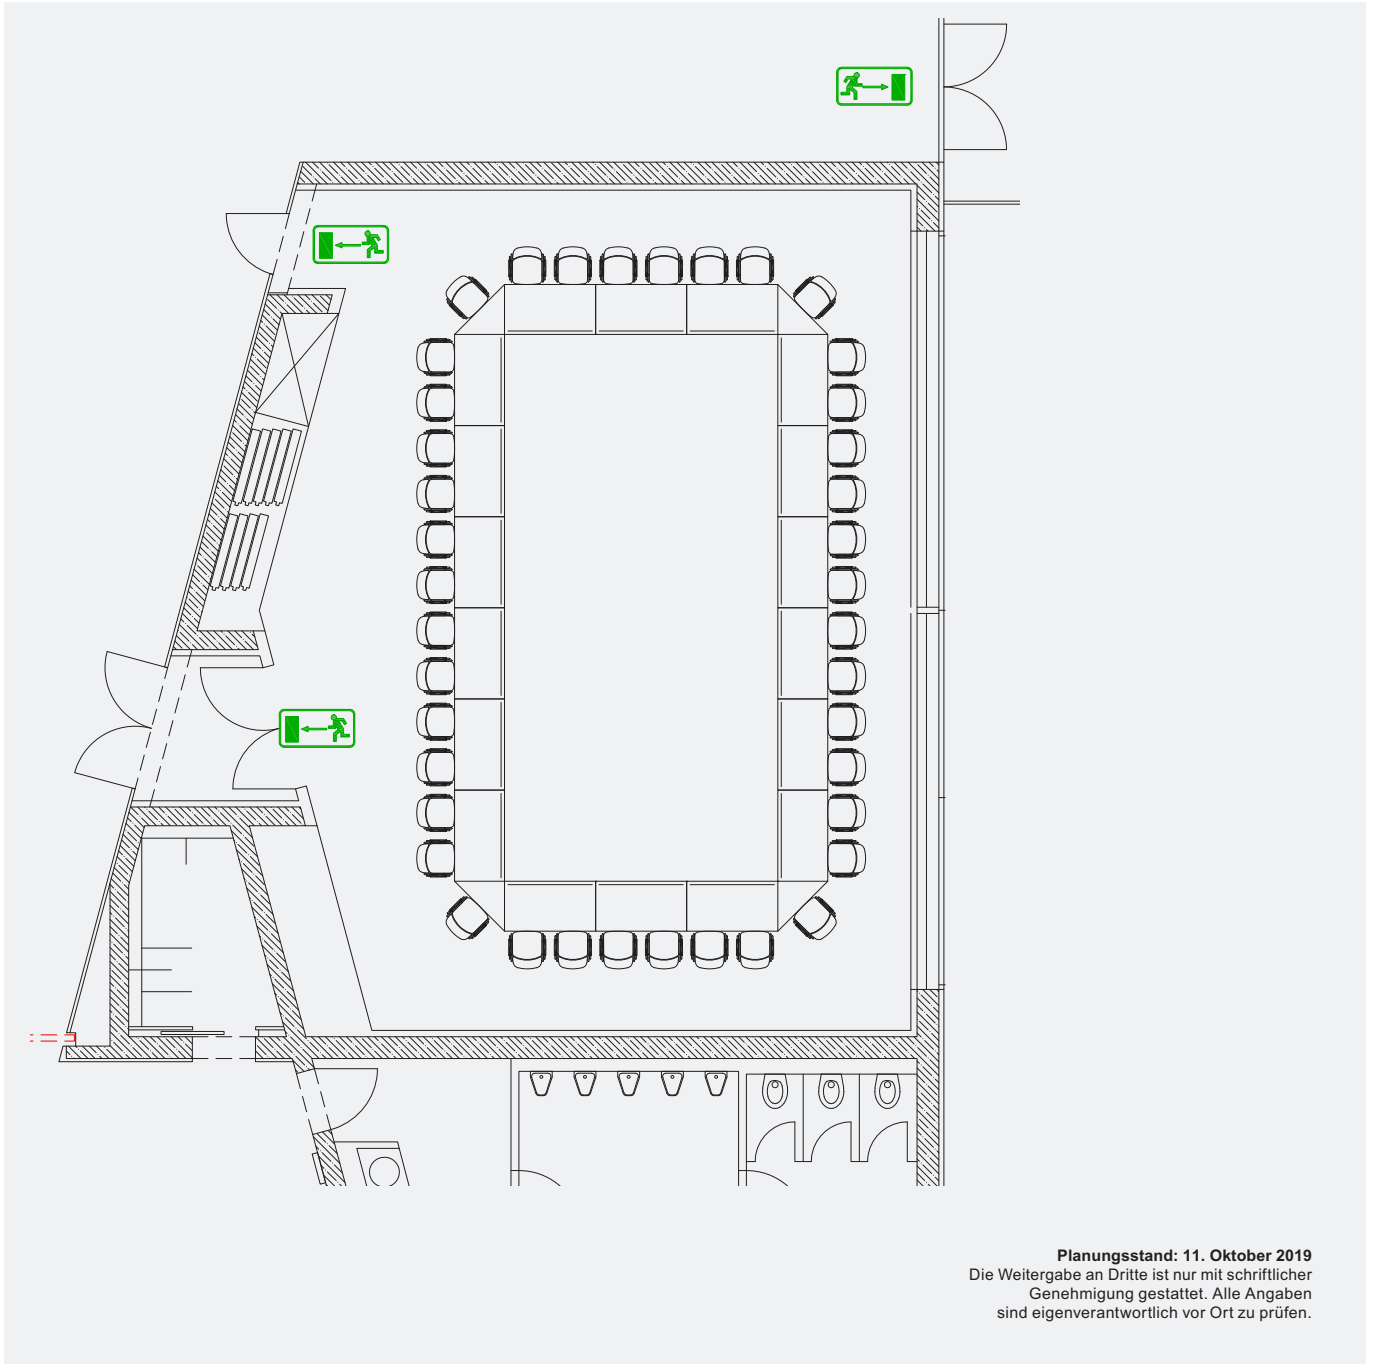 Planungsstand: 11. Oktober 2019
Die Weitergabe an Dritte ist nur mit schriftlicher
Genehmigung gestattet. Alle Angaben
sind eigenverantwortlich vor Ort zu prüfen.